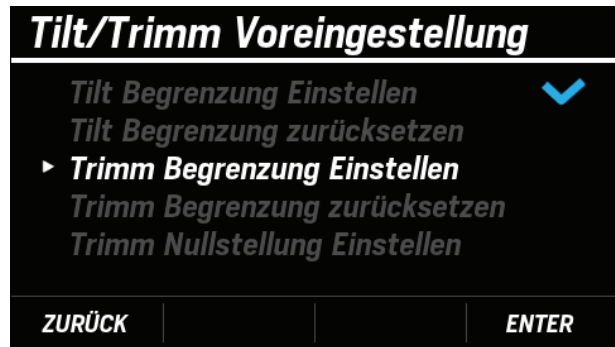 Tilt/Trimm Voreingestellung
Tilt Begrenzung Einstellen
Tilt Begrenzung zurücksetzen
Trimm Begrenzung Einstellen
Trimm Begrenzung zurücksetzen
Trimm Nullstellung Einstellen
ZURÜCK ENTER